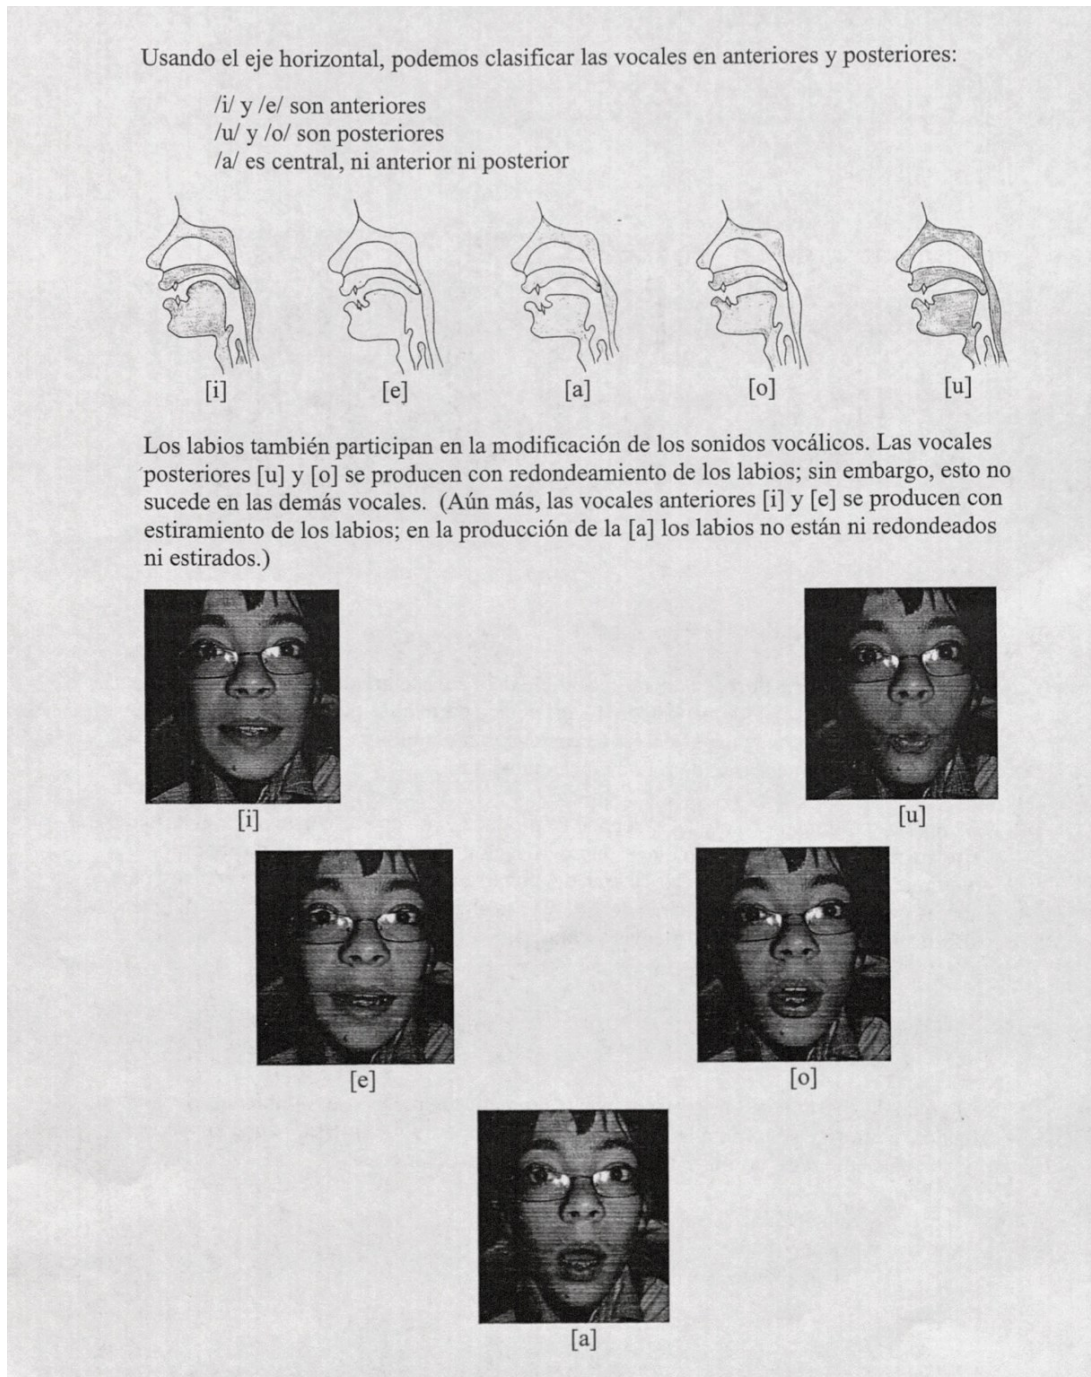 Usando el eje horizontal, podemos clasificar las vocales en anteriores y posteriores:
/i/ y /e/ son anteriores
/u/ y /o/ son posteriores
/a/ es central, ni anterior ni posterior
[i] [e] [a] [o] [u]
Los labios también participan en la modificación de los sonidos vocálicos. Las vocales
posteriores [u] y [o] se producen con redondeamiento de los labios; sin embargo, esto no
sucede en las demás vocales. (Aún más, las vocales anteriores [i] y [e] se producen con
estiramiento de los labios; en la producción de la [a] los labios no están ni redondeados
ni estirados.)
[i] [u]
[e] [o]
[a]